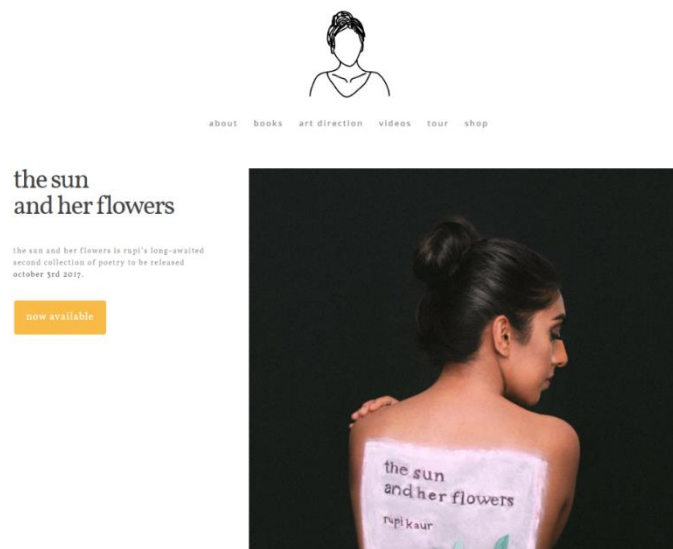 about books art direction videos tour shop
the sun
and her flowers
the sun and her flowers is rupi's long-awaited
second collection of poetry to be released
october 3rd 2017.
now available
the sun
and her flowers
rupi kaur